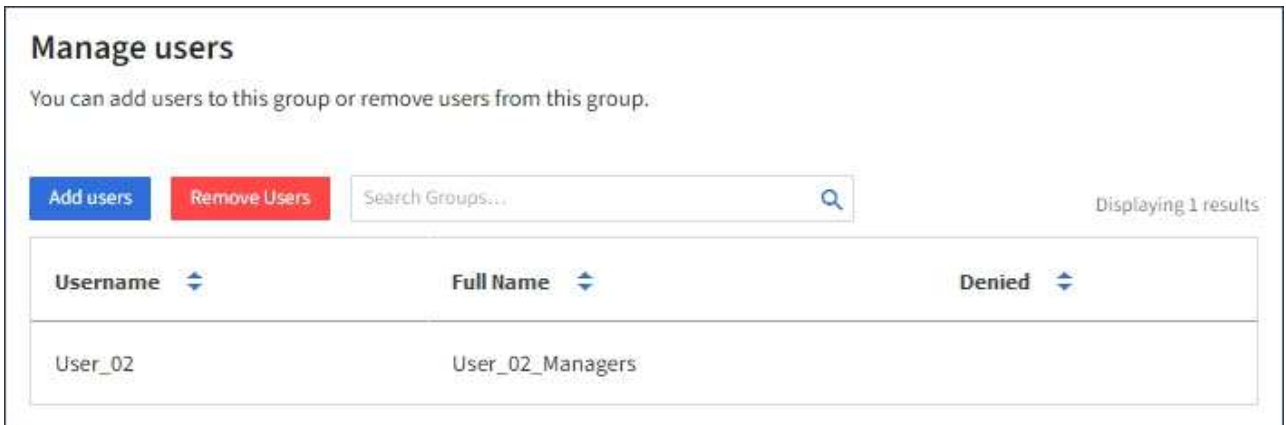 Manage users
You can add users to this group or remove users from this group.
Add users Remove Users Search Groups... Displaying 1 results
Username Full Name Denied
User_02 User_02_Managers